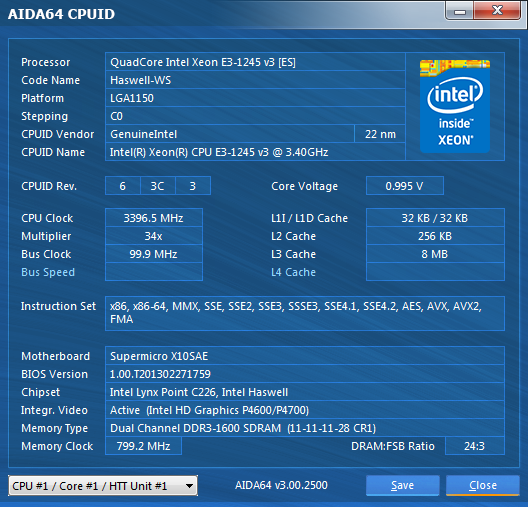 AIDA64 CPUID
Processor QuadCore Intel Xeon E3-1245 v3 [ES]
Code Name Haswell-WS
Platform LGA1150
Stepping C0
CPUID Vendor GenuineIntel 22 nm
CPUID Name Intel(R) Xeon(R) CPU E3-1245 v3 @ 3.40GHz
intel
inside™
XEON®
CPUID Rev. 6 3C 3 Core Voltage 0.995 V
CPU Clock 3396.5 MHz L1I / L1D Cache 32 KB / 32 KB
Multiplier 34x L2 Cache 256 KB
Bus Clock 99.9 MHz L3 Cache 8 MB
Bus Speed L4 Cache
Instruction Set x86, x86-64, MMX, SSE, SSE2, SSE3, SSSE3, SSE4.1, SSE4.2, AES, AVX, AVX2,
FMA
Motherboard Supermicro X10SAE
BIOS Version 1.00.T201302271759
Chipset Intel Lynx Point C226, Intel Haswell
Integr. Video Active (Intel HD Graphics P4600/P4700)
Memory Type Dual Channel DDR3-1600 SDRAM (11-11-11-28 CR1)
Memory Clock 799.2 MHz DRAM:FSB Ratio 24:3
CPU #1 / Core #1 / HTT Unit #1 AIDA64 v3.00.2500 Save Close